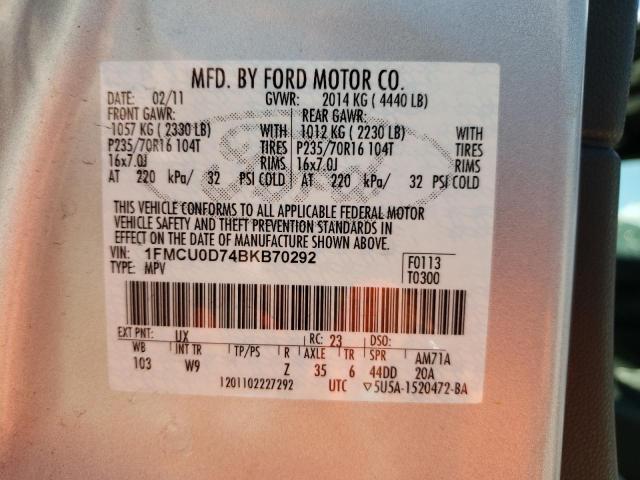 MFD. BY FORD MOTOR CO.
DATE: 02/11 GVWR: 2014 KG ( 4440 LB)
FRONT GAWR: REAR GAWR:
1057 KG ( 2330 LB) WITH 1012 KG ( 2230 LB) WITH
P235/70R16 104T TIRES P235/70R16 104T TIRES
16x7.0J RIMS 16x7.0J RIMS
AT 220 kPa/ 32 PSI COLD AT 220 kPa/ 32 PSI COLD
THIS VEHICLE CONFORMS TO ALL APPLICABLE FEDERAL MOTOR
VEHICLE SAFETY AND THEFT PREVENTION STANDARDS IN
EFFECT ON THE DATE OF MANUFACTURE SHOWN ABOVE.
VIN: 1FMCU0D74BKB70292 F0113
TYPE: MPV T0300
EXT PNT: UX RC: 23 DSO:
WB INT TR TP/PS R AXLE TR SPR AM71A
103 W9 Z 35 6 44DD 20A
1201102227292 UTC ▽5U5A-1520472-BA